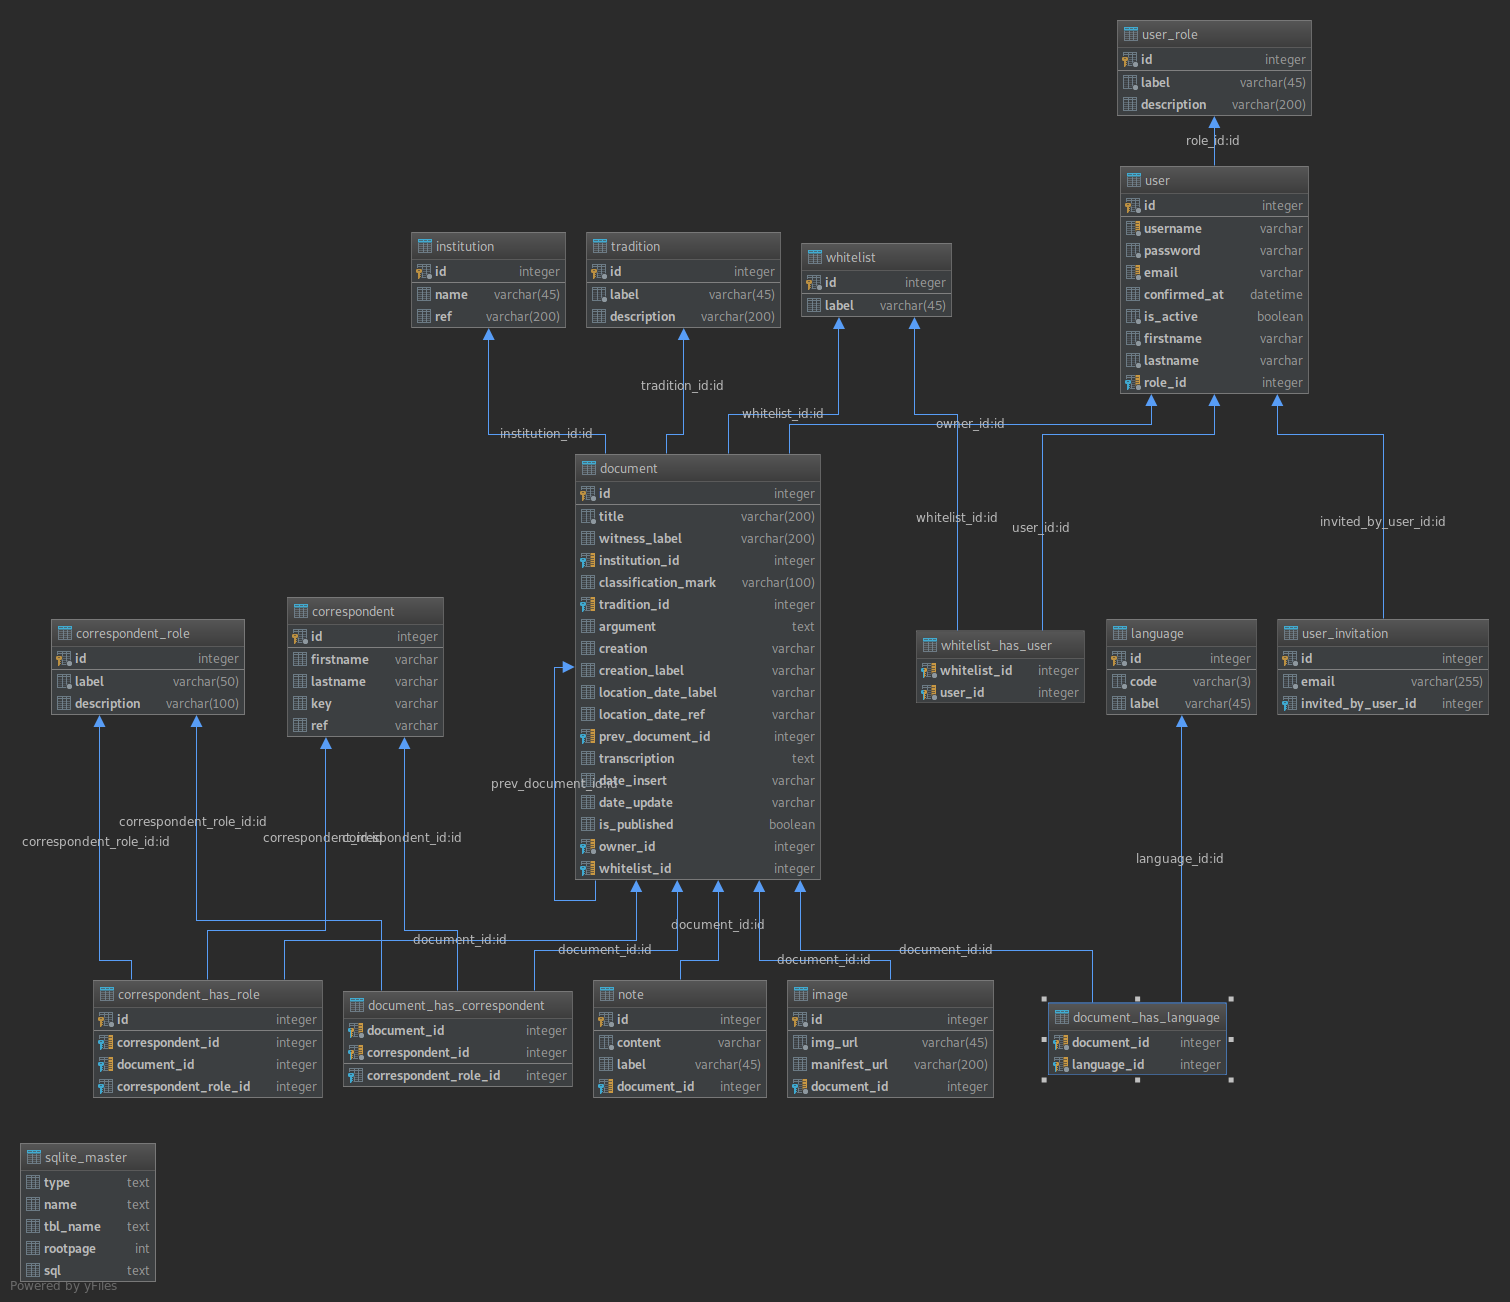 user_role
id integer
label varchar(45)
description varchar(200)
role_id:id
user
id integer
username varchar
password varchar
email varchar
confirmed_at datetime
is_active boolean
firstname varchar
lastname varchar
role_id integer
institution
id integer
name varchar(45)
ref varchar(200)
tradition
id integer
label varchar(45)
description varchar(200)
whitelist
id integer
label varchar(45)
tradition_id:id
whitelist_id:id
owner_id:id
institution_id:id
document
id integer
title varchar(200)
witness_label varchar(200)
institution_id integer
classification_mark varchar(100)
tradition_id integer
argument text
creation varchar
creation_label varchar
location_date_label varchar
location_date_ref varchar
prev_document_id integer
transcription text
date_insert varchar
date_update varchar
is_published boolean
owner_id integer
whitelist_id integer
whitelist_id:id
user_id:id
invited_by_user_id:id
correspondent_role
id integer
label varchar(50)
description varchar(100)
correspondent
id integer
firstname varchar
lastname varchar
key varchar
ref varchar
whitelist_has_user
whitelist_id integer
user_id integer
language
id integer
code varchar(3)
label varchar(45)
user_invitation
id integer
email varchar(255)
invited_by_user_id integer
prev_document_id:id
correspondent_role_id:id
correspondent_role_id:id
correspondent_id:id
correspondent_id:id
language_id:id
document_id:id
document_id:id
document_id:id
document_id:id
document_id:id
correspondent_has_role
id integer
correspondent_id integer
document_id integer
correspondent_role_id integer
document_has_correspondent
document_id integer
correspondent_id integer
correspondent_role_id integer
note
id integer
content varchar
label varchar(45)
document_id integer
image
id integer
img_url varchar(45)
manifest_url varchar(200)
document_id integer
document_has_language
document_id integer
language_id integer
sqlite_master
type text
name text
tbl_name text
rootpage int
sql text
Powered by yFiles